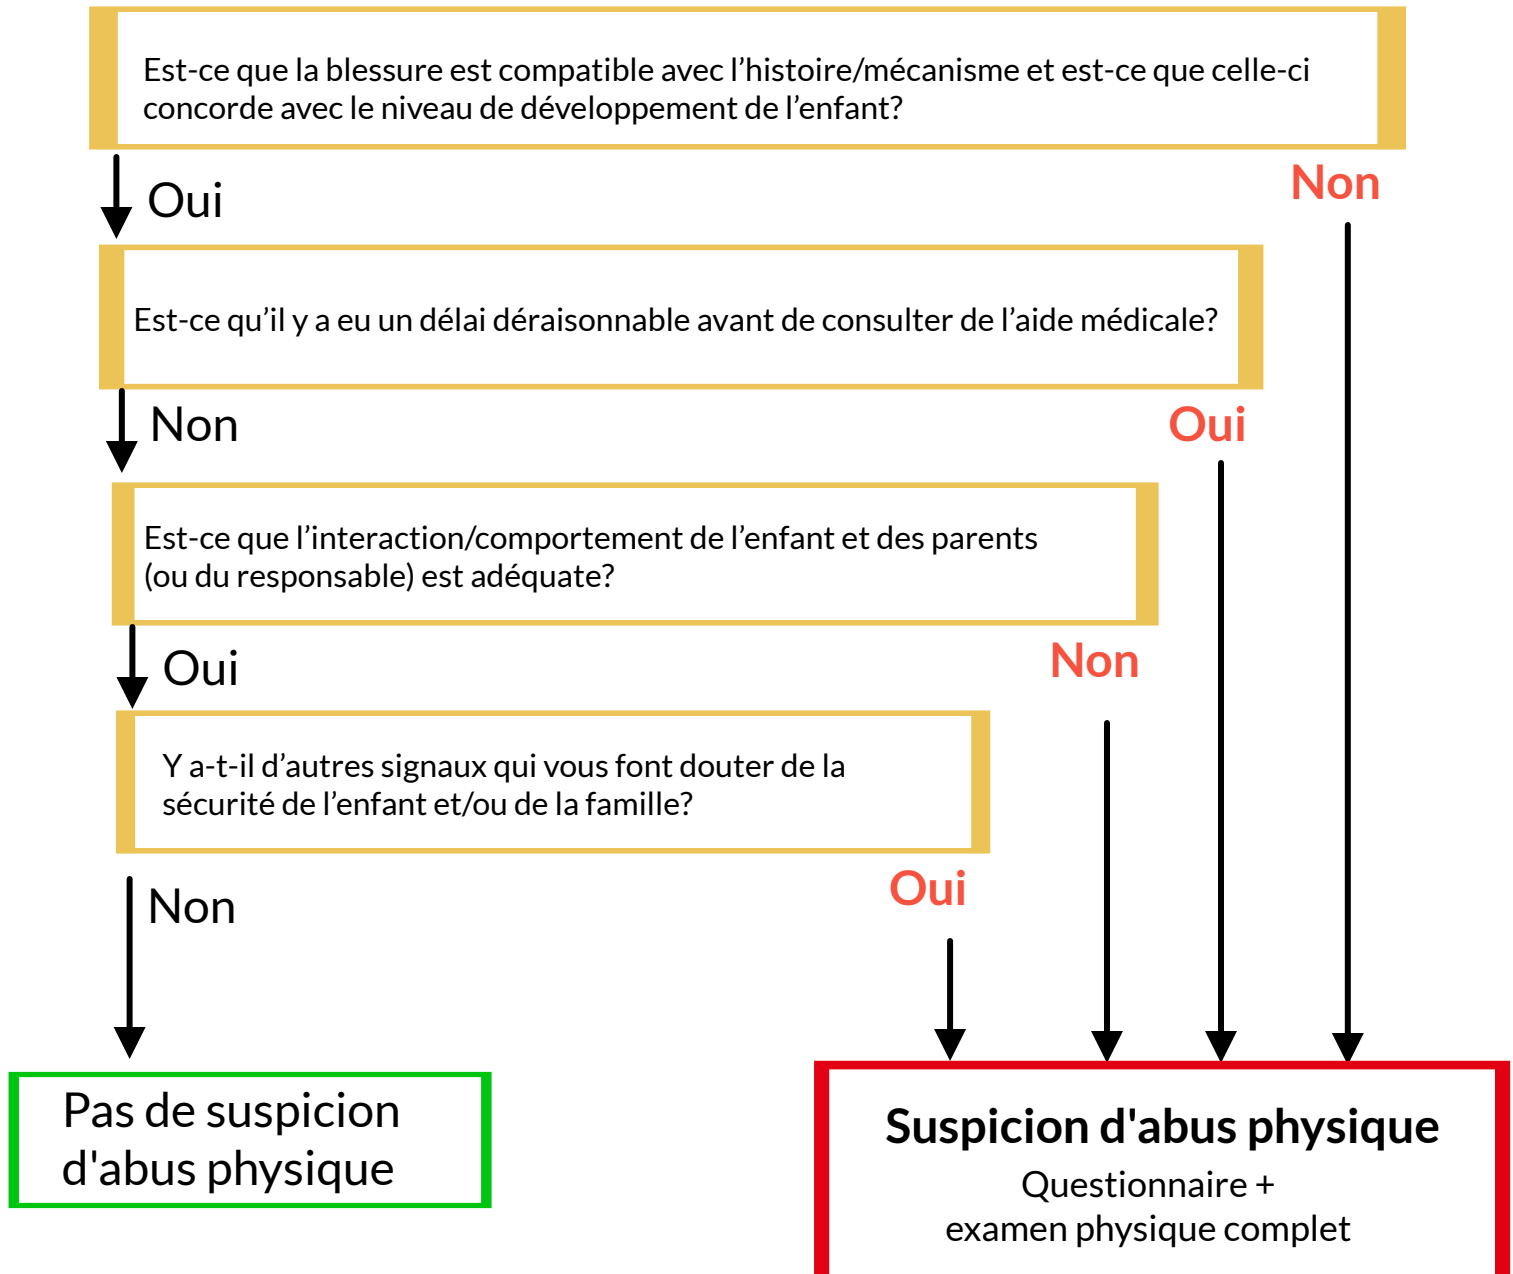 Est-ce que la blessure est compatible avec l’histoire/mécanisme et est-ce que celle-ci
concorde avec le niveau de développement de l’enfant?
Oui
Non
Est-ce qu’il y a eu un délai déraisonnable avant de consulter de l’aide médicale?
Non
Oui
Est-ce que l’interaction/comportement de l’enfant et des parents
(ou du responsable) est adéquate?
Oui
Non
Y a-t-il d’autres signaux qui vous font douter de la
sécurité de l’enfant et/ou de la famille?
Non
Oui
Pas de suspicion
d'abus physique
Suspicion d'abus physique
Questionnaire +
examen physique complet